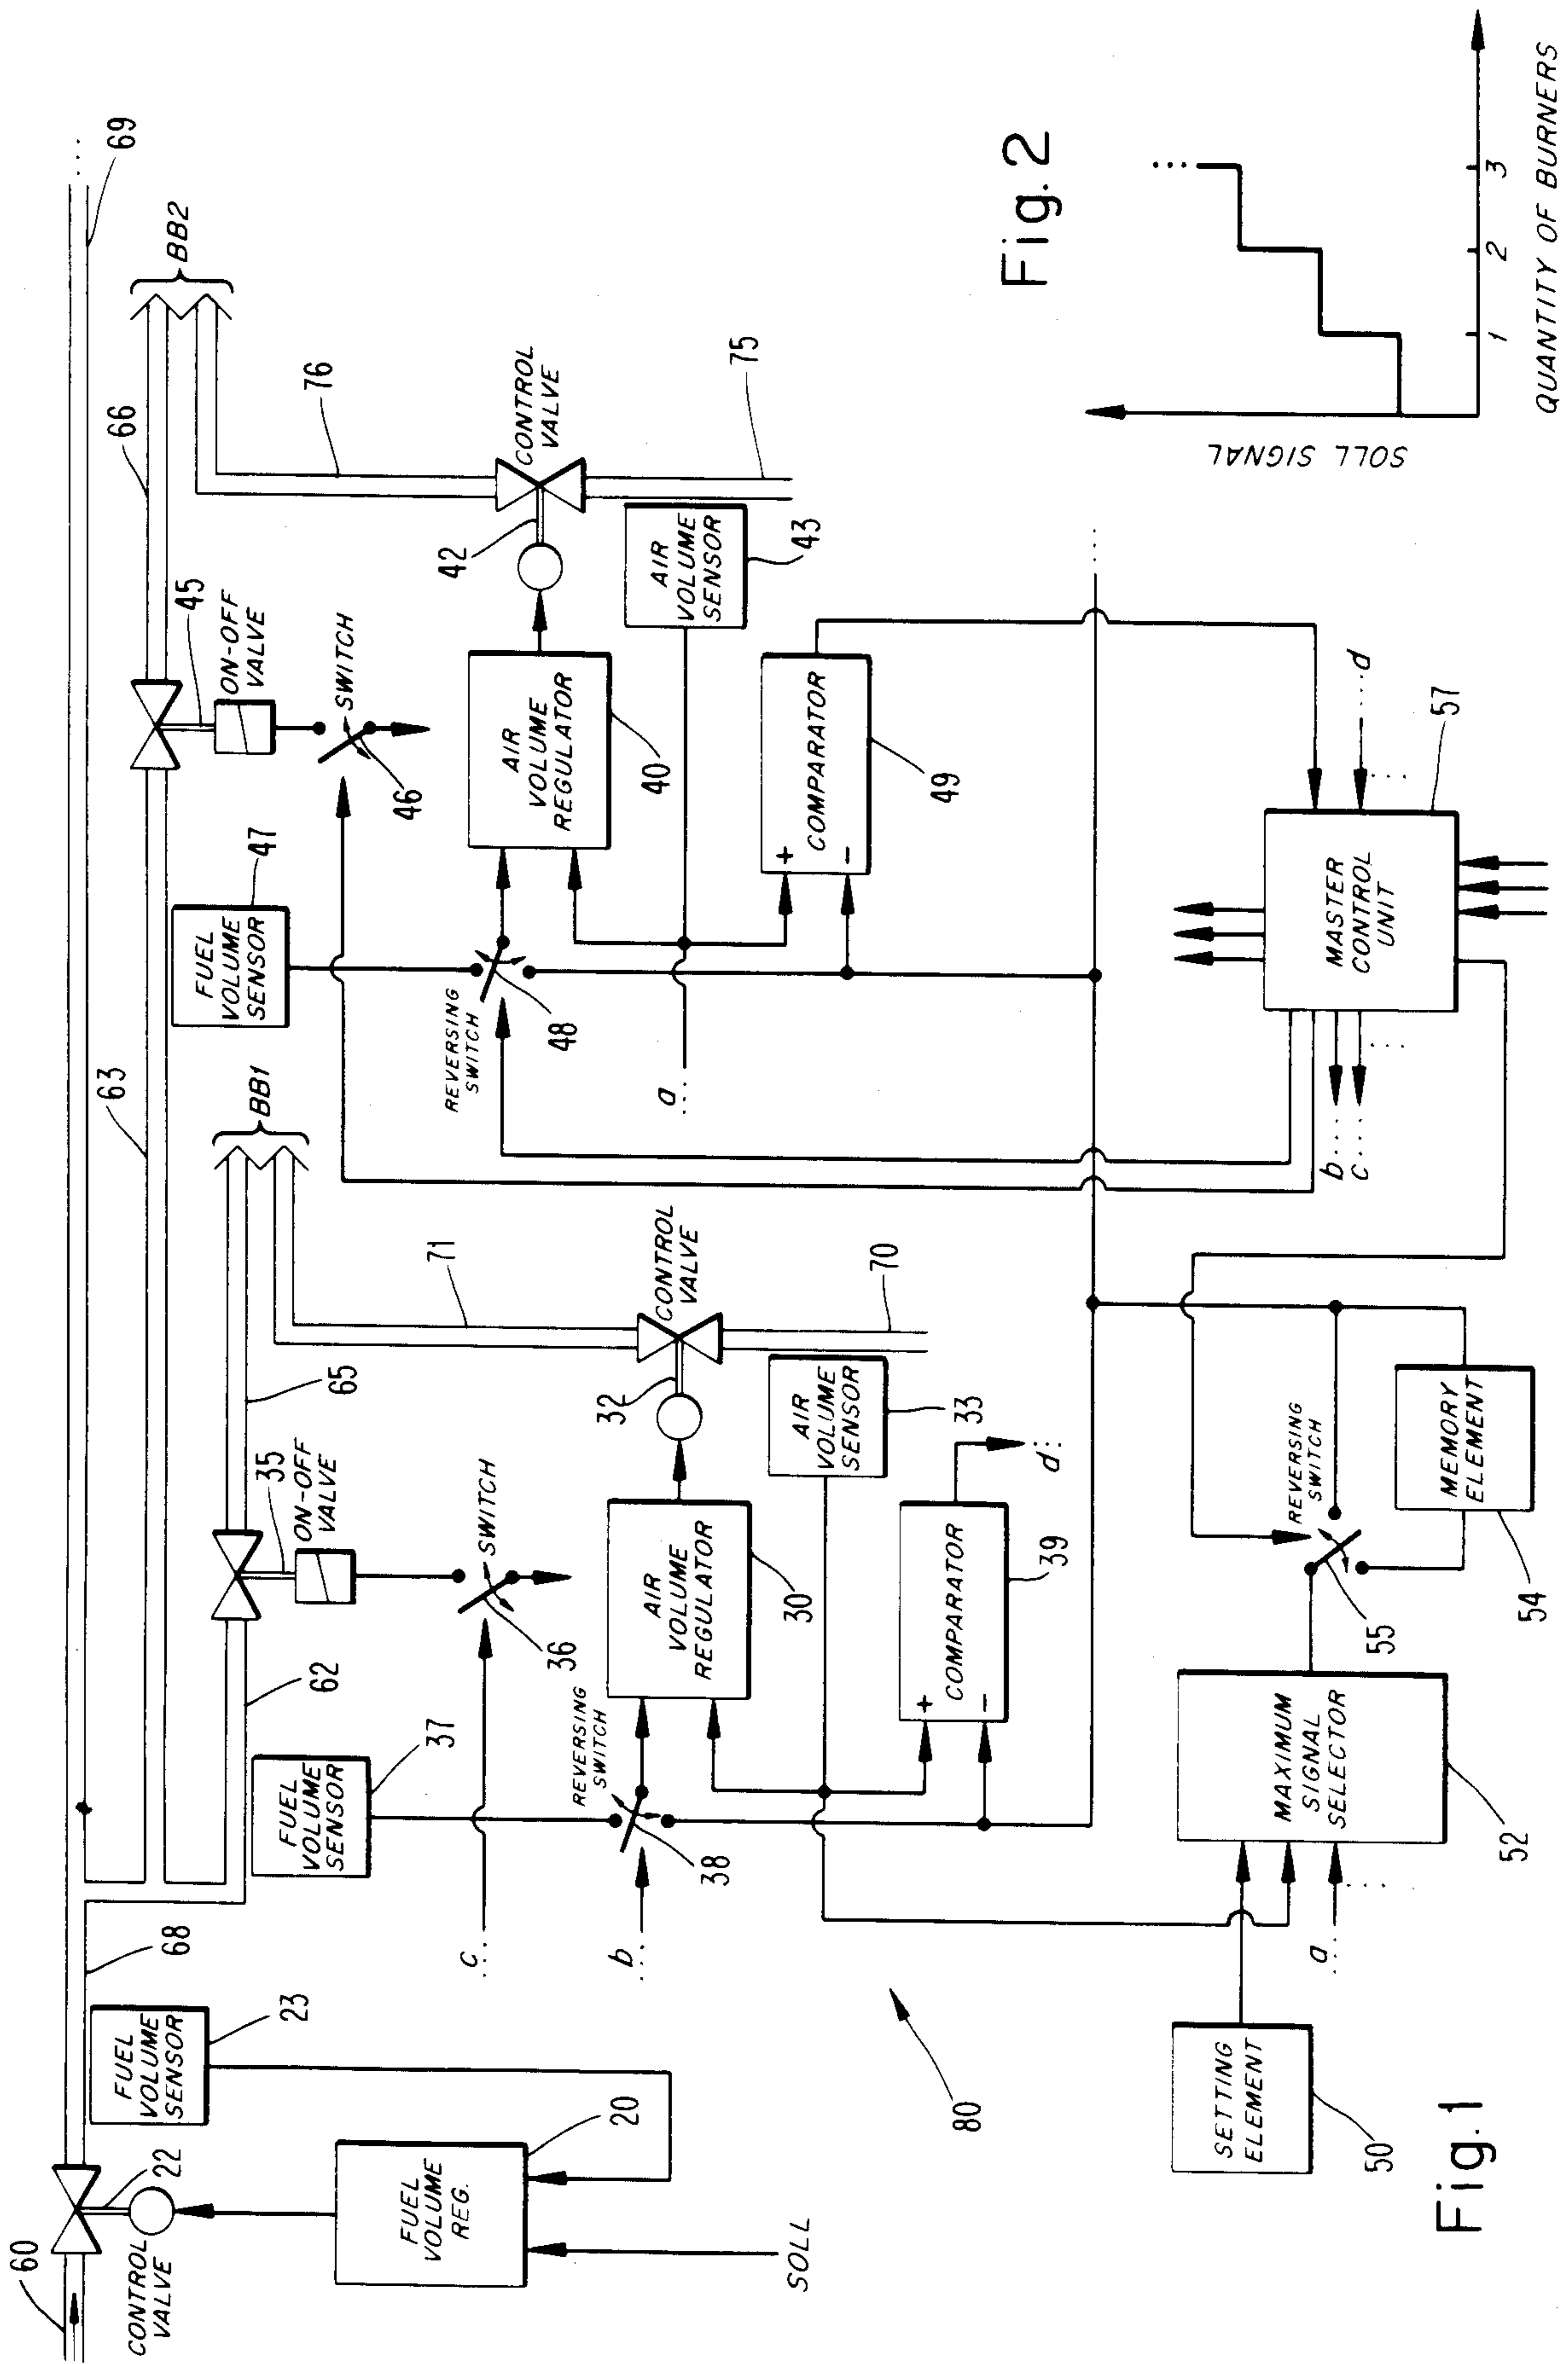 60
CONTROL
VALVE
22
FUEL
VOLUME
REG.
20
SOLL
FUEL
VOLUME
SENSOR
23
68
69
...
63
62
65
66
35
ON-OFF
VALVE
SWITCH
36
c...
FUEL
VOLUME
SENSOR
37
REVERSING
SWITCH
38
b...
AIR
VOLUME
REGULATOR
30
32
CONTROL
VALVE
71
70
BB1
AIR
VOLUME
SENSOR
33
+
-
COMPARATOR
39
d...
45
ON-OFF
VALVE
SWITCH
46
FUEL
VOLUME
SENSOR
47
REVERSING
SWITCH
48
a...
AIR
VOLUME
REGULATOR
40
42
CONTROL
VALVE
76
75
BB2
AIR
VOLUME
SENSOR
43
+
-
COMPARATOR
49
...
80
SETTING
ELEMENT
50
MAXIMUM
SIGNAL
SELECTOR
52
a...
REVERSING
SWITCH
55
MEMORY
ELEMENT
54
MASTER
CONTROL
UNIT
57
b....
c....
....d
Fig.1
Fig.2
...
SOLL SIGNAL
1 2 3
QUANTITY OF BURNERS